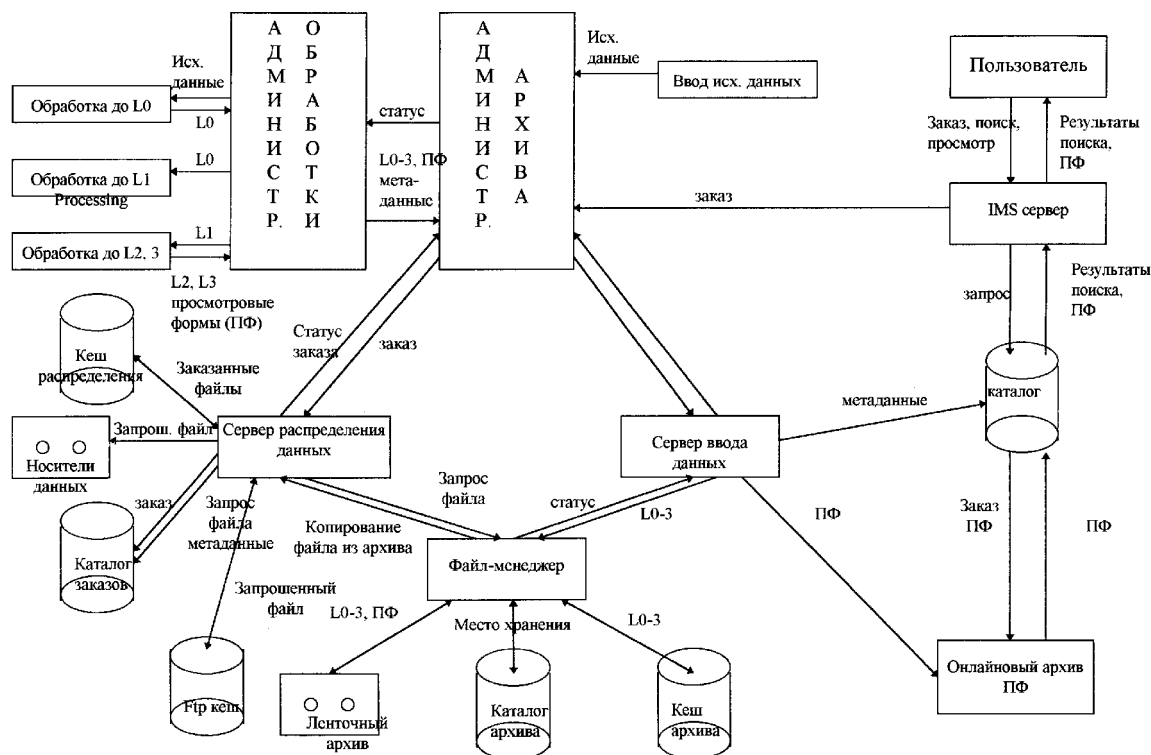 АДМИНИСТР.
ОБРАБОТКИ
АДМИНИСТР.
АРХИВА
Исх.
данные
Ввод исх. данных
Пользователь
Исх.
данные
Обработка до L0
L0
статус
Заказ, поиск,
просмотр
Результаты
поиска,
ПФ
L0
Обработка до L1
Processing
L0-3, ПФ
мета-
данные
заказ
IMS сервер
L1
Обработка до L2, 3
L2, L3
просмотровые
формы (ПФ)
запрос
Результаты
поиска,
ПФ
Статус
заказа
заказ
Кеш
распределения
Заказанные
файлы
каталог
метаданные
Запрош. файл
Сервер распределения
данных
Сервер ввода
данных
Носители
данных
заказ
Запрос
файла
метаданные
Запрос
файла
статус
L0-3
ПФ
Заказ
ПФ
ПФ
Копирование
файла из архива
Каталог
заказов
Файл-мснеджер
Запрошенный
файл
L0-3, ПФ
Место хранения
L0-3
Ftp кеш
Ленточный
архив
Каталог
архива
Кеш
архива
Онлайновый архив
ПФ